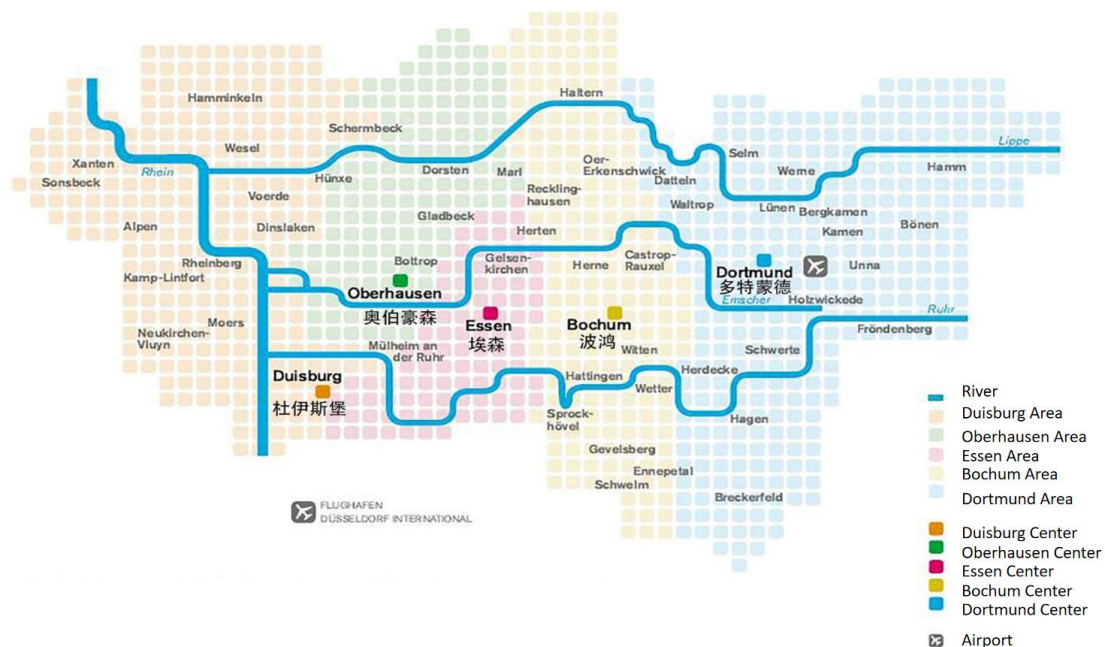 Haltern
Hamminkeln
Schermbeck
Lippe
Wesel
Selm
Xanten
Rhein
Oer-
Erkenschwick
Hamm
Sonsbeck
Hünxe
Dorsten
Marl
Datteln
Werne
Voerde
Reckling-
hausen
Waltrop
Lünen
Bergkamen
Alpen
Dinslaken
Gladbeck
Herten
Kamen
Bönen
Rheinberg
Bottrop
Gelsen-
kirchen
Herne
Castrop-
Rauxel
Dortmund
多特蒙德
Unna
Kamp-Lintfort
Oberhausen
奥伯豪森
Emscher
Holzwickede
Ruhr
Moers
Essen
埃森
Bochum
波鸿
Fröndenberg
Neukirchen-
Vluyn
Mülheim an
der Ruhr
Witten
Schwerte
Duisburg
杜伊斯堡
Hattingen
Wetter
Herdecke
Sprock-
hövel
Hagen
Gevelsberg
Ennepetal
Schwelm
Breckerfeld
FLUGHAFEN
DÜSSELDORF INTERNATIONAL
River
Duisburg Area
Oberhausen Area
Essen Area
Bochum Area
Dortmund Area
Duisburg Center
Oberhausen Center
Essen Center
Bochum Center
Dortmund Center
Airport